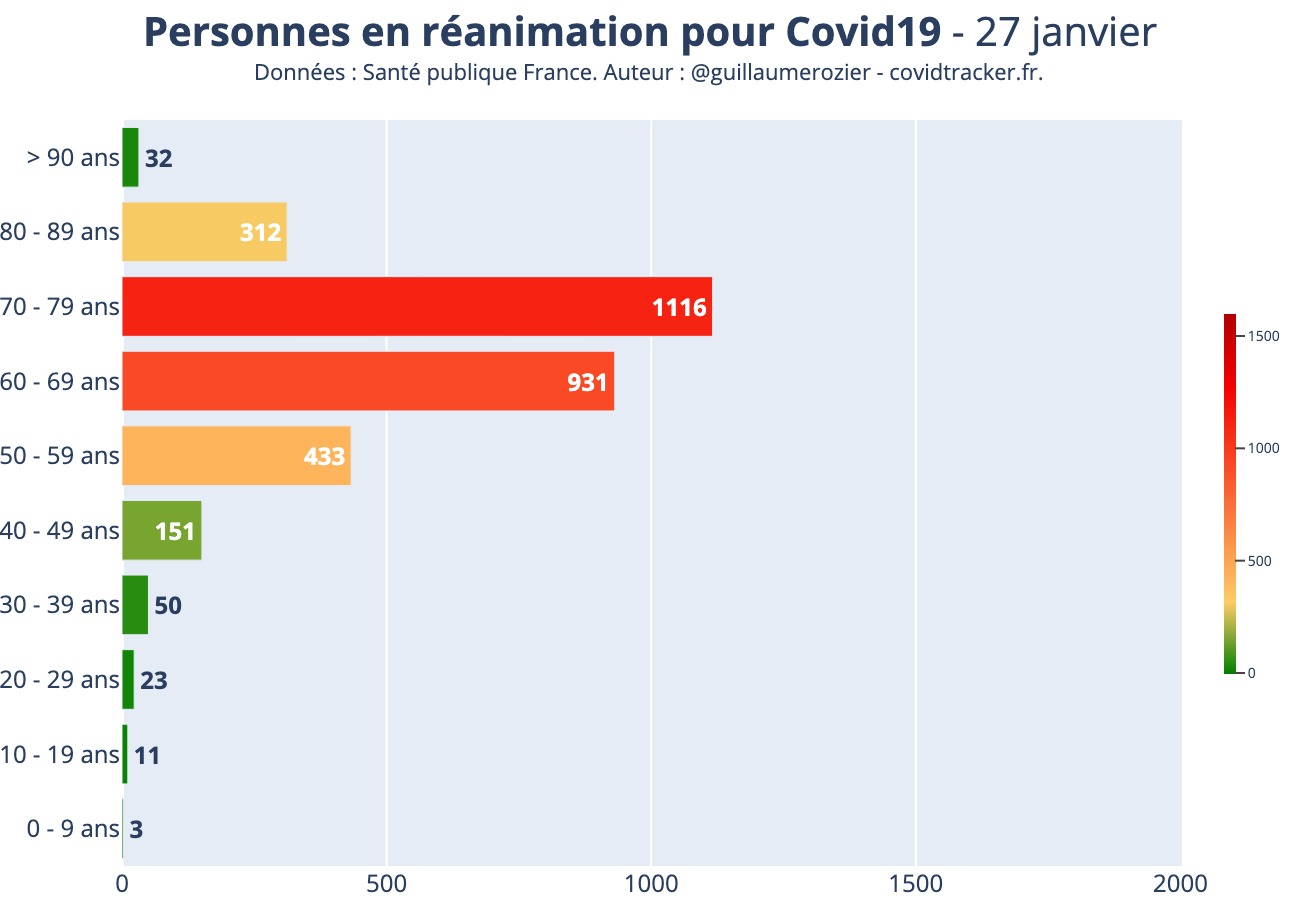 Personnes en réanimation pour Covid19 - 27 janvier
Données : Santé publique France. Auteur : @guillaumerozier - covidtracker.fr.
> 90 ans 32
80 - 89 ans 312
70 - 79 ans 1116
60 - 69 ans 931
50 - 59 ans 433
40 - 49 ans 151
30 - 39 ans 50
20 - 29 ans 23
10 - 19 ans 11
0 - 9 ans 3
0 500 1000 1500 2000
1500
1000
500
0